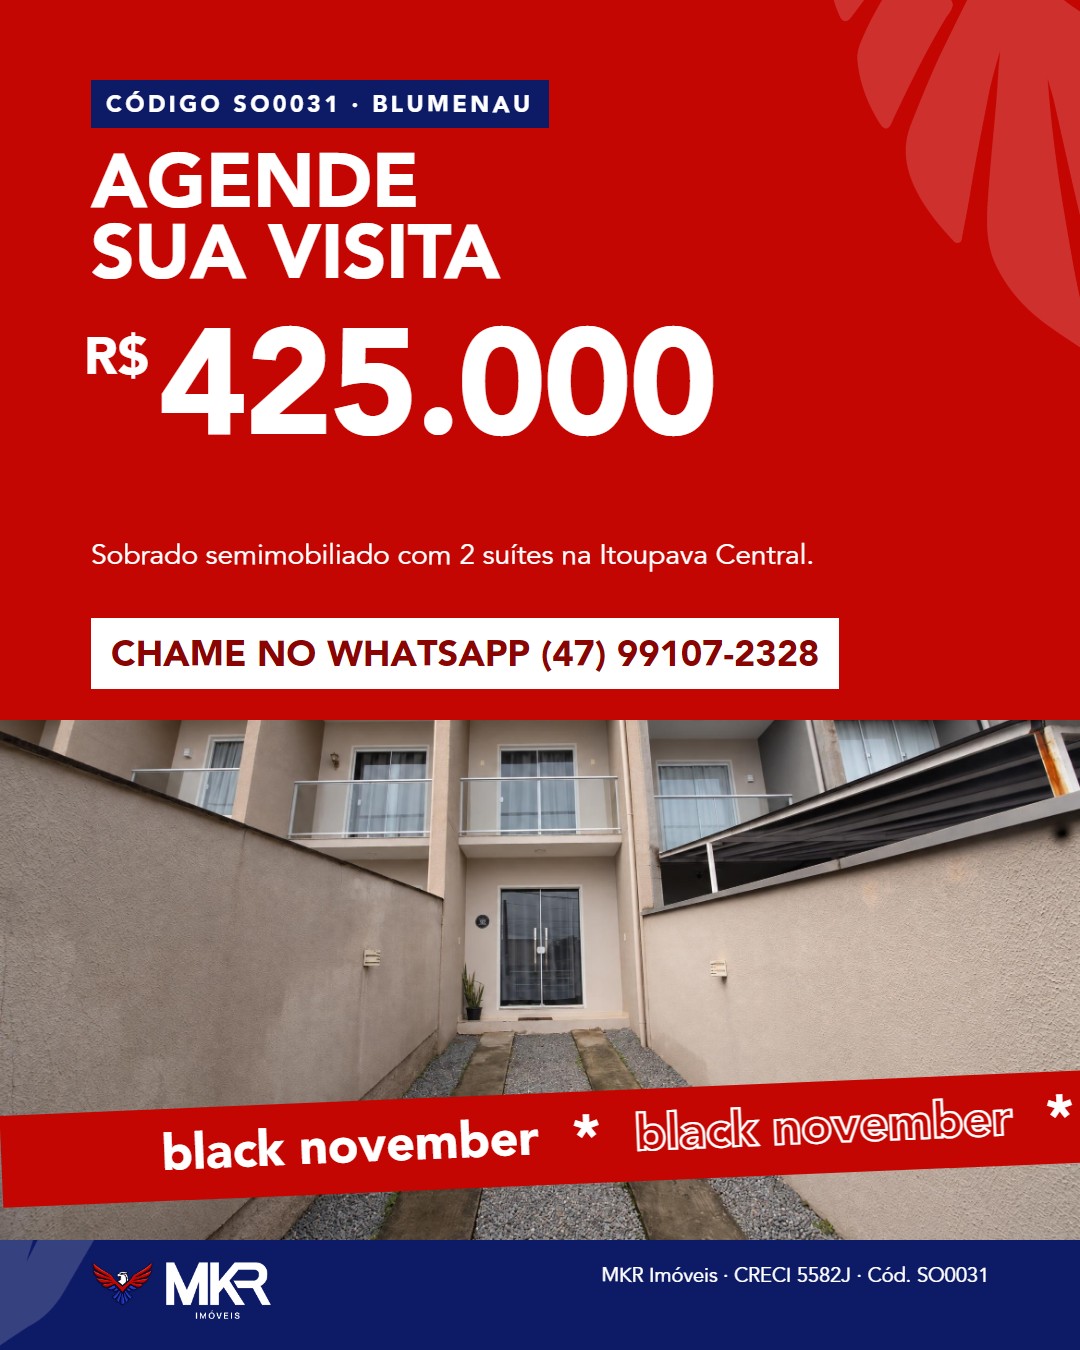 CÓDIGO SO0031 · BLUMENAU
AGENDE
SUA VISITA
R$ 425.000
Sobrado semimobiliado com 2 suítes na Itoupava Central.
CHAME NO WHATSAPP (47) 99107-2328
black november * black november *
MKR
IMÓVEIS
MKR Imóveis · CRECI 5582J · Cód. SO0031